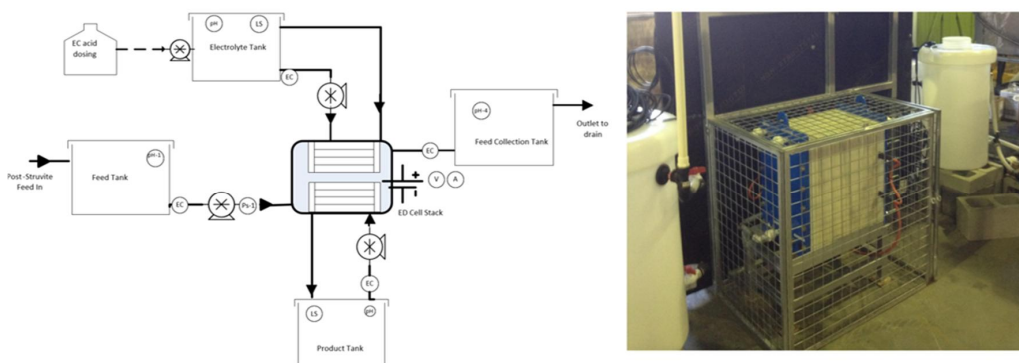 EC acid
dosing
pH
LS
Electrolyte Tank
EC
pH-4
Feed Collection Tank
Outlet to
drain
EC
Post-Struvite
Feed In
pH-1
Feed Tank
EC
Ps-1
+
V
A
ED Cell Stack
EC
LS
pH
Product Tank